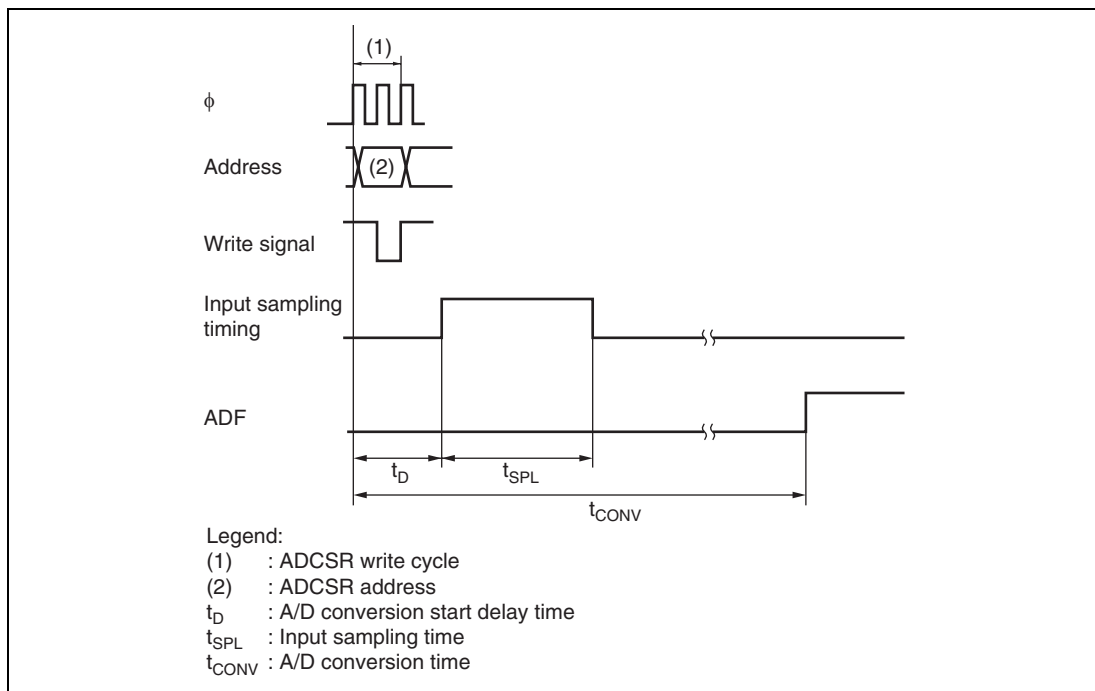 (1)
ϕ
Address
(2)
Write signal
Input sampling
timing
ADF
tD
tSPL
tCONV
Legend:
(1) : ADCSR write cycle
(2) : ADCSR address
tD : A/D conversion start delay time
tSPL : Input sampling time
tCONV : A/D conversion time